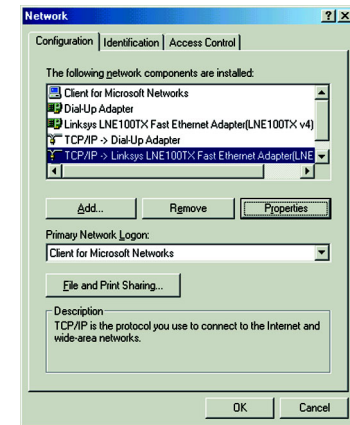 Network
Configuration Identification Access Control
The following network components are installed:
Client for Microsoft Networks
Dial-Up Adapter
Linksys LNE100TX Fast Ethernet Adapter(LNE100TX v4)
TCP/IP -> Dial-Up Adapter
TCP/IP -> Linksys LNE100TX Fast Ethernet Adapter(LNE
Add... Remove Properties
Primary Network Logon:
Client for Microsoft Networks
File and Print Sharing...
Description
TCP/IP is the protocol you use to connect to the Internet and
wide-area networks.
OK Cancel